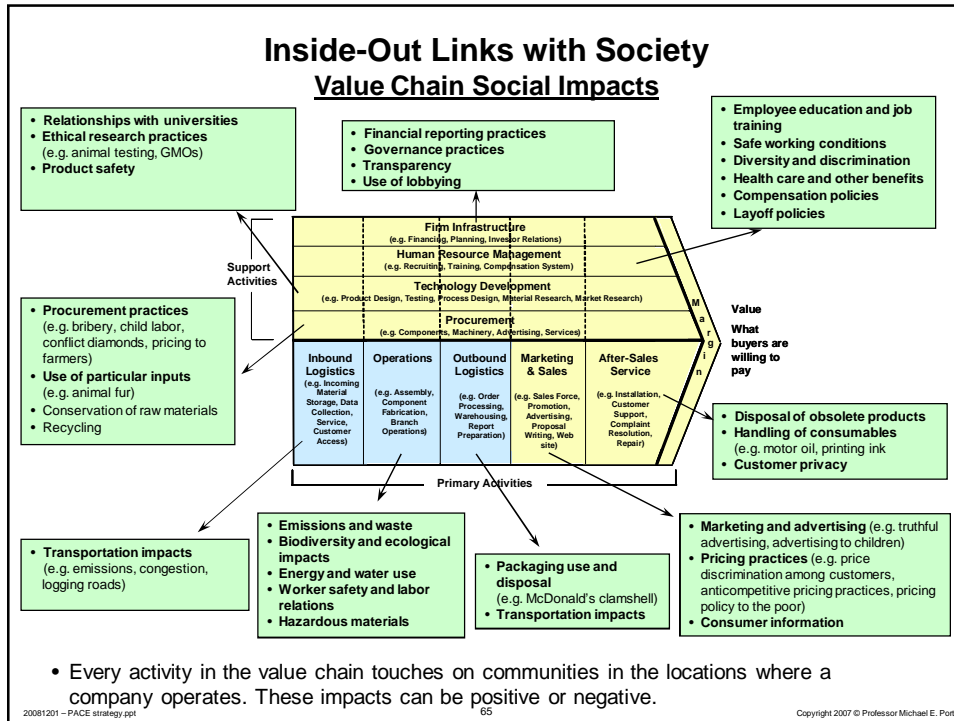 Inside-Out Links with Society
Value Chain Social Impacts
• Relationships with universities
• Ethical research practices
(e.g. animal testing, GMOs)
• Product safety
• Financial reporting practices
• Governance practices
• Transparency
• Use of lobbying
• Employee education and job
training
• Safe working conditions
• Diversity and discrimination
• Health care and other benefits
• Compensation policies
• Layoff policies
Support
Activities
Firm Infrastructure
(e.g. Financing, Planning, Investor Relations)
Human Resource Management
(e.g. Recruiting, Training, Compensation System)
Technology Development
(e.g. Product Design, Testing, Process Design, Material Research, Market Research)
Procurement
(e.g. Components, Machinery, Advertising, Services)
M
a
r
g
i
n
Value
What
buyers are
willing to
pay
• Procurement practices
(e.g. bribery, child labor,
conflict diamonds, pricing to
farmers)
• Use of particular inputs
(e.g. animal fur)
• Conservation of raw materials
• Recycling
Inbound
Logistics
(e.g. Incoming
Material
Storage, Data
Collection,
Service,
Customer
Access)
Operations
(e.g. Assembly,
Component
Fabrication,
Branch
Operations)
Outbound
Logistics
(e.g. Order
Processing,
Warehousing,
Report
Preparation)
Marketing
& Sales
(e.g. Sales Force,
Promotion,
Advertising,
Proposal
Writing, Web
site)
After-Sales
Service
(e.g. Installation,
Customer
Support,
Complaint
Resolution,
Repair)
Primary Activities
• Disposal of obsolete products
• Handling of consumables
(e.g. motor oil, printing ink
• Customer privacy
• Transportation impacts
(e.g. emissions, congestion,
logging roads)
• Emissions and waste
• Biodiversity and ecological
impacts
• Energy and water use
• Worker safety and labor
relations
• Hazardous materials
• Packaging use and
disposal
(e.g. McDonald's clamshell)
• Transportation impacts
• Marketing and advertising (e.g. truthful
advertising, advertising to children)
• Pricing practices (e.g. price
discrimination among customers,
anticompetitive pricing practices, pricing
policy to the poor)
• Consumer information
• Every activity in the value chain touches on communities in the locations where a
company operates. These impacts can be positive or negative.
20081201 – PACE strategy.ppt
65
Copyright 2007 © Professor Michael E. Port